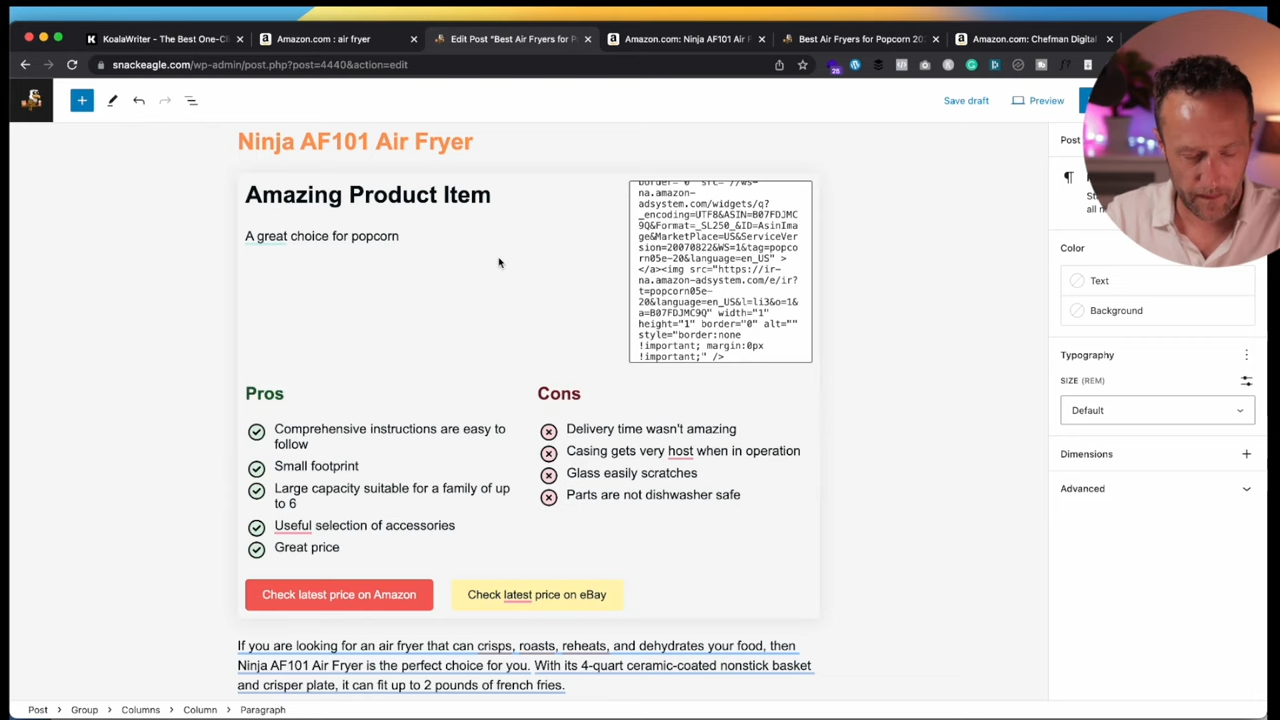 KoalaWriter - The Best One-Cli
Amazon.com : air fryer
Edit Post "Best Air Fryers for P
Amazon.com: Ninja AF101 Air F
Best Air Fryers for Popcorn 202
Amazon.com: Chefman Digital
snackeagle.com/wp-admin/post.php?post=4440&action=edit
Save draft
Preview
Ninja AF101 Air Fryer
Amazing Product Item
A great choice for popcorn
border="0" src="//ws-
na.amazon-
adsystem.com/widgets/q?
_encoding=UTF8&ASIN=B07FDJMC
9Q&Format=_SL250_&ID=AsinIma
ge&MarketPlace=US&ServiceVer
sion=20070822&WS=1&tag=popco
rn05e-20&language=en_US" >
</a><img src="https://ir-
na.amazon-adsystem.com/e/ir?
t=popcorn05e-
20&language=en_US&l=li3&o=1&
a=B07FDJMC9Q" width="1"
height="1" border="0" alt=""
style="border:none
!important; margin:0px
!important;" />
Pros
Comprehensive instructions are easy to
follow
Small footprint
Large capacity suitable for a family of up
to 6
Useful selection of accessories
Great price
Cons
Delivery time wasn't amazing
Casing gets very host when in operation
Glass easily scratches
Parts are not dishwasher safe
Check latest price on Amazon
Check latest price on eBay
If you are looking for an air fryer that can crisps, roasts, reheats, and dehydrates your food, then
Ninja AF101 Air Fryer is the perfect choice for you. With its 4-quart ceramic-coated nonstick basket
and crisper plate, it can fit up to 2 pounds of french fries.
Post
Color
Text
Background
Typography
SIZE (REM)
Default
Dimensions
Advanced
Post
Group
Columns
Column
Paragraph